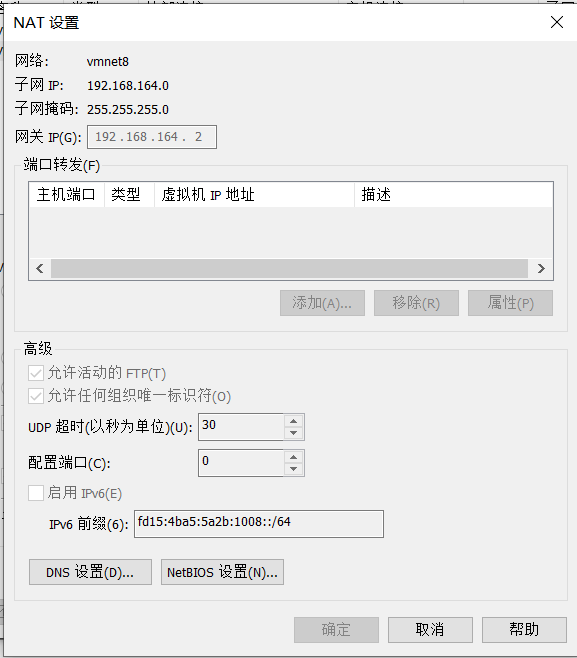 NAT 设置
网络: vmnet8
子网 IP: 192.168.164.0
子网掩码: 255.255.255.0
网关 IP(G): 192 . 168 . 164 . 2
端口转发(F)
主机端口 类型 虚拟机 IP 地址 描述
添加(A)... 移除(R) 属性(P)
高级
允许活动的 FTP(T)
允许任何组织唯一标识符(O)
UDP 超时(以秒为单位)(U): 30
配置端口(C): 0
启用 IPv6(E)
IPv6 前缀(6): fd15:4ba5:5a2b:1008::/64
DNS 设置(D)... NetBIOS 设置(N)...
确定 取消 帮助